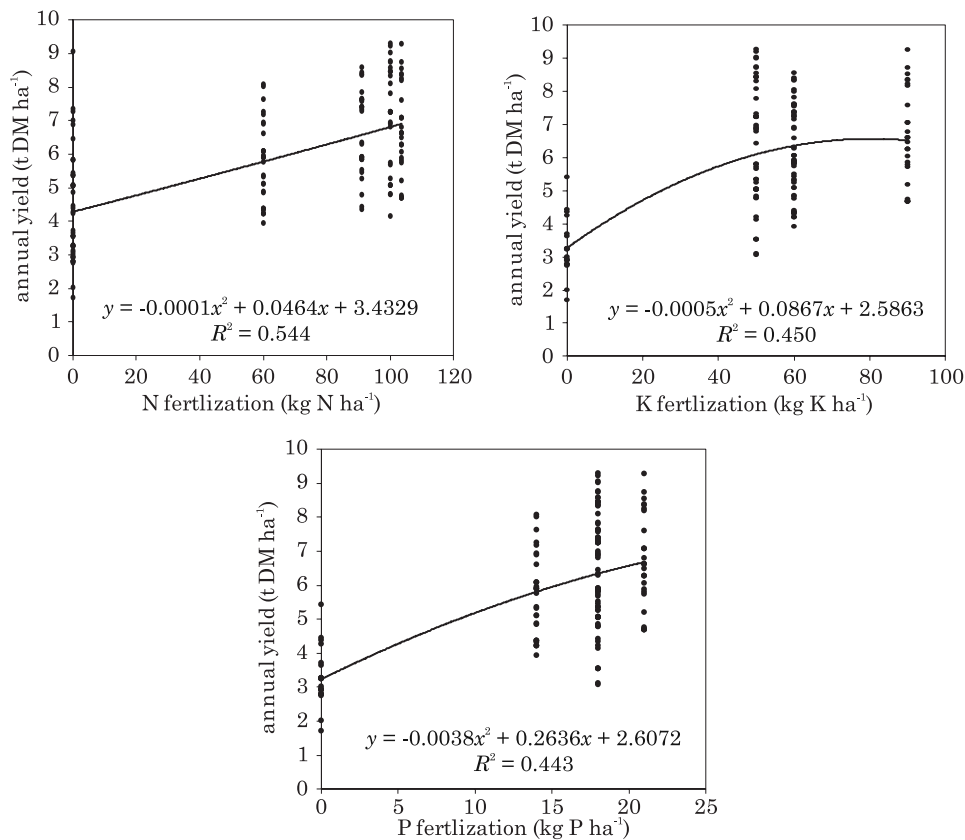 10
9
8
7
6
5
4
3
2
1
0
annual yield (t DM ha⁻¹)
y = -0.0001x² + 0.0464x + 3.4329
R² = 0.544
0 20 40 60 80 100 120
N fertlization (kg N ha⁻¹)
10
9
8
7
6
5
4
3
2
1
0
annual yield (t DM ha⁻¹)
y = -0.0005x² + 0.0867x + 2.5863
R² = 0.450
0 20 40 60 80 100
K fertlization (kg K ha⁻¹)
10
9
8
7
6
5
4
3
2
1
0
annual yield (t DM ha⁻¹)
y = -0.0038x² + 0.2636x + 2.6072
R² = 0.443
0 5 10 15 20 25
P fertlization (kg P ha⁻¹)